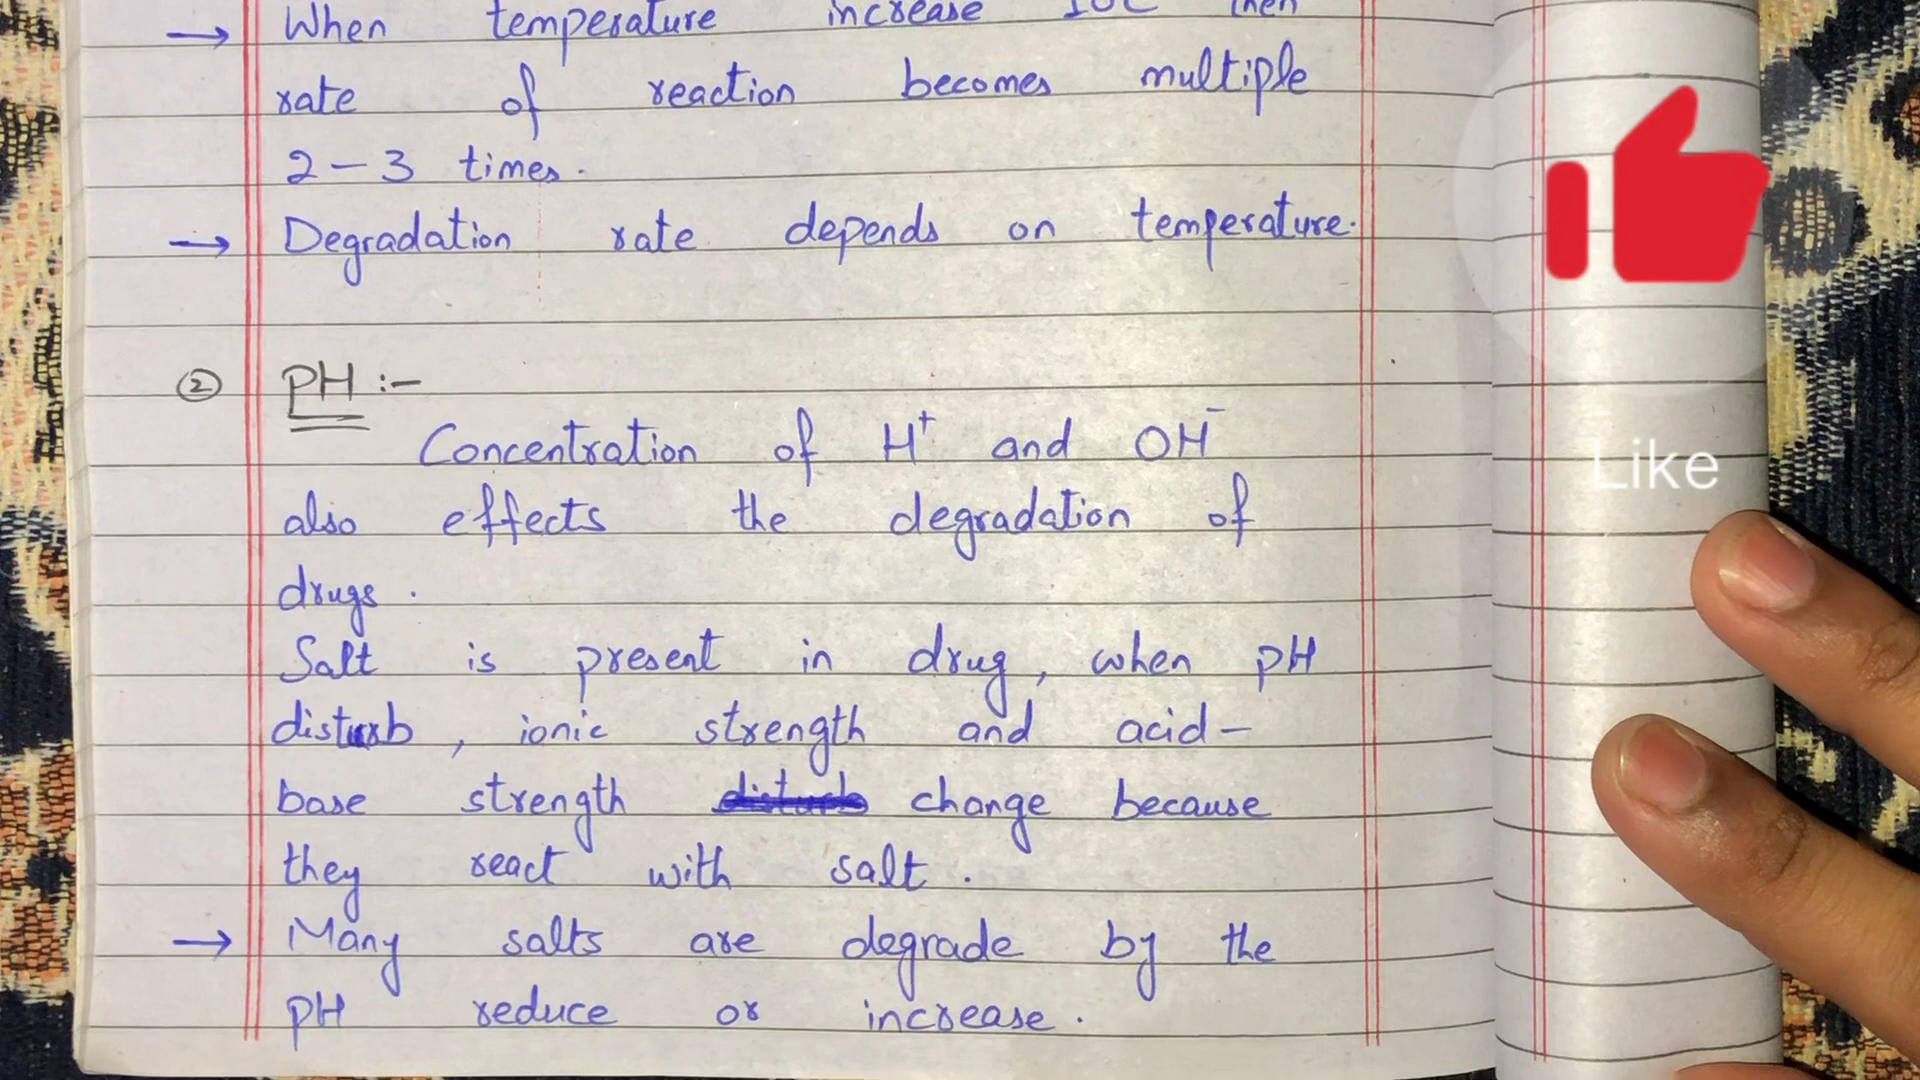 → When temperature increase 10°C then
rate of reaction becomes multiple
2-3 times.
→ Degradation rate depends on temperature.
② PH :-
Concentration of H⁺ and OH⁻
also effects the degradation of
drugs.
Salt is present in drug, when pH
disturb, ionic strength and acid-
base strength change because
they react with salt.
→ Many salts are degrade by the
pH reduce or increase.
Like